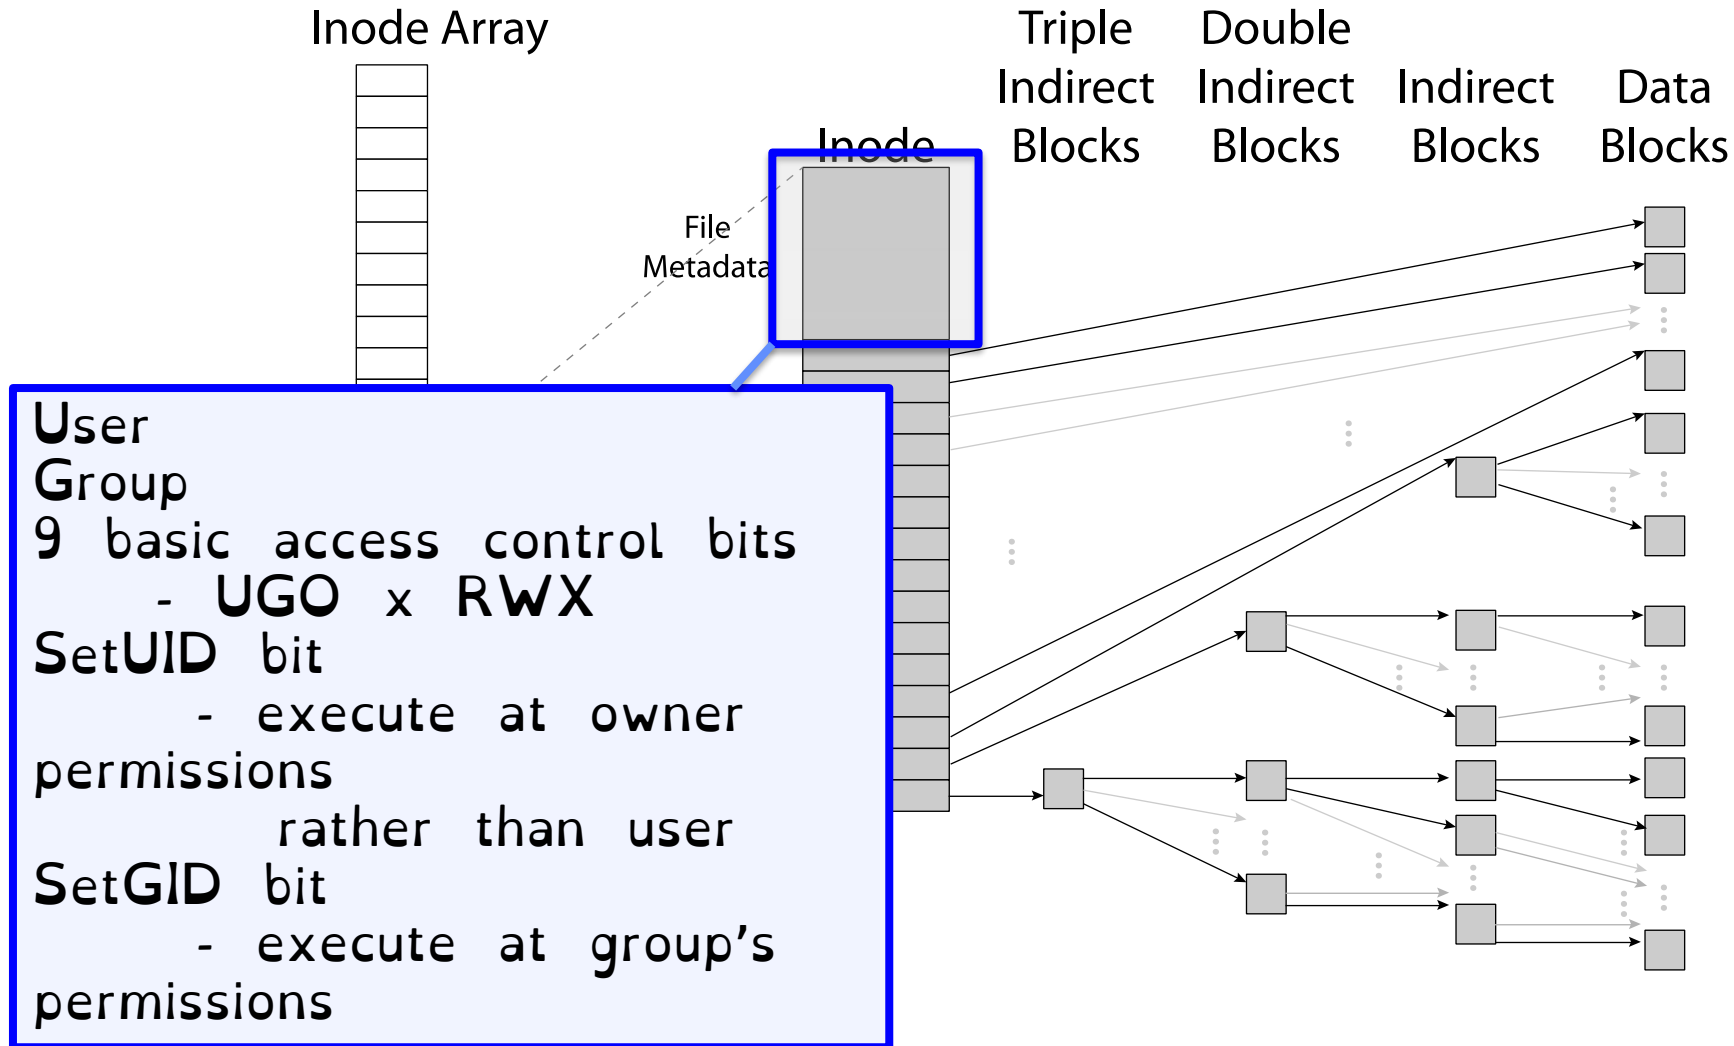 Inode Array
Triple
Indirect
Blocks
Double
Indirect
Blocks
Indirect
Blocks
Data
Blocks
Inode
File
Metadata
User
Group
9 basic access control bits
- UGO x RWX
SetUID bit
- execute at owner
permissions
rather than user
SetGID bit
- execute at group's
permissions